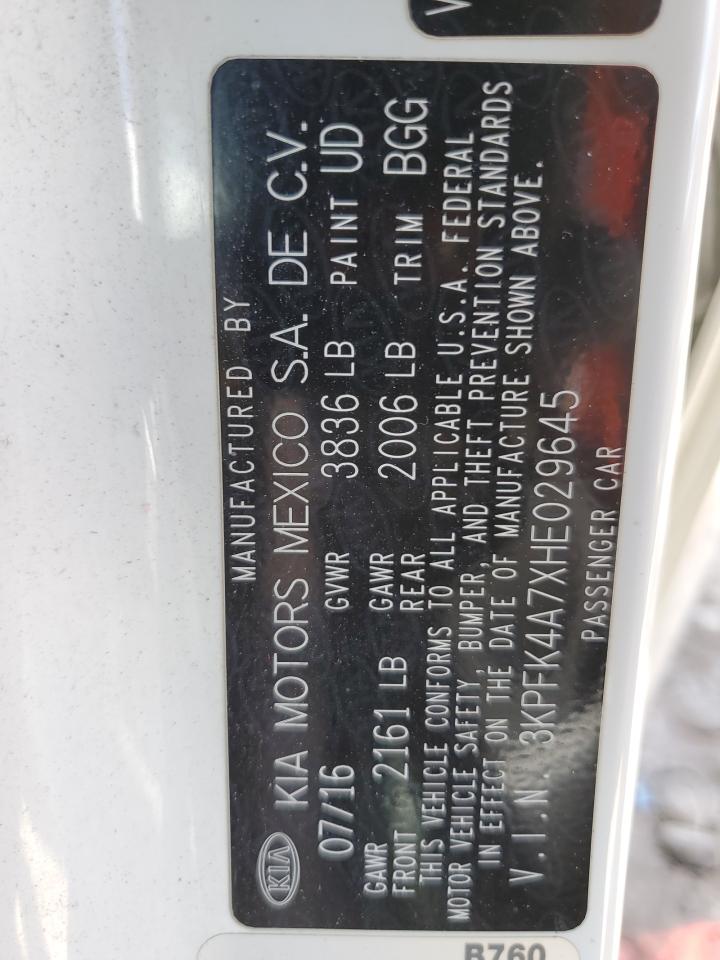 V
MANUFACTURED BY
KIA KIA MOTORS MEXICO S.A. DE C.V.
07/16 GVWR 3836 LB PAINT UD
GAWR FRONT 2161 LB GAWR REAR 2006 LB TRIM BGG
THIS VEHICLE CONFORMS TO ALL APPLICABLE U.S.A. FEDERAL
MOTOR VEHICLE SAFETY, BUMPER, AND THEFT PREVENTION STANDARDS
IN EFFECT ON THE DATE OF MANUFACTURE SHOWN ABOVE.
V.I.N. 3KPFK4A7XHE029645
PASSENGER CAR
B760